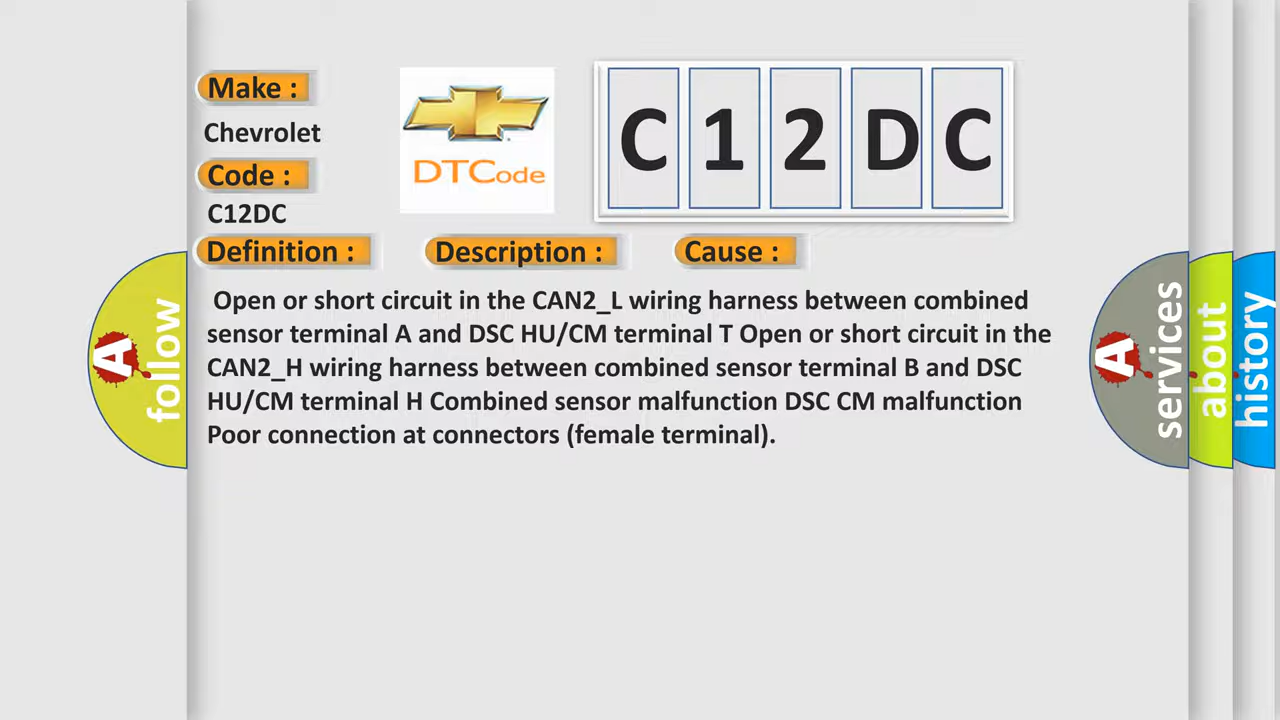 Make :
Chevrolet
Code :
C12DC
DTCode
C12DC
Definition :
Description :
Cause :
Open or short circuit in the CAN2_L wiring harness between combined
sensor terminal A and DSC HU/CM terminal T Open or short circuit in the
CAN2_H wiring harness between combined sensor terminal B and DSC
HU/CM terminal H Combined sensor malfunction DSC CM malfunction
Poor connection at connectors (female terminal).
A
follow
A
services
about
history